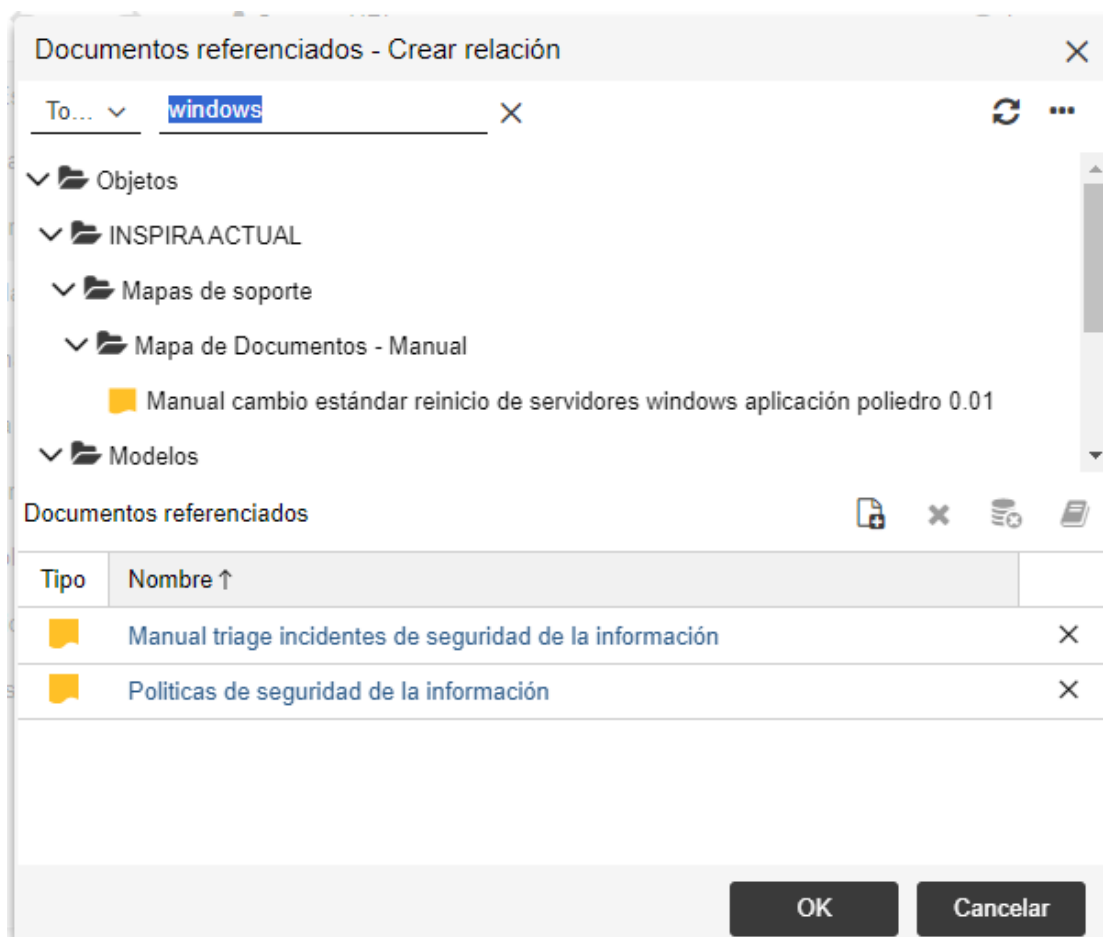 Documentos referenciados - Crear relación
To... windows
Objetos
INSPIRA ACTUAL
Mapas de soporte
Mapa de Documentos - Manual
Manual cambio estándar reinicio de servidores windows aplicación poliedro 0.01
Modelos
Documentos referenciados
Tipo Nombre ↑
Manual triage incidentes de seguridad de la información
Politicas de seguridad de la información
OK Cancelar